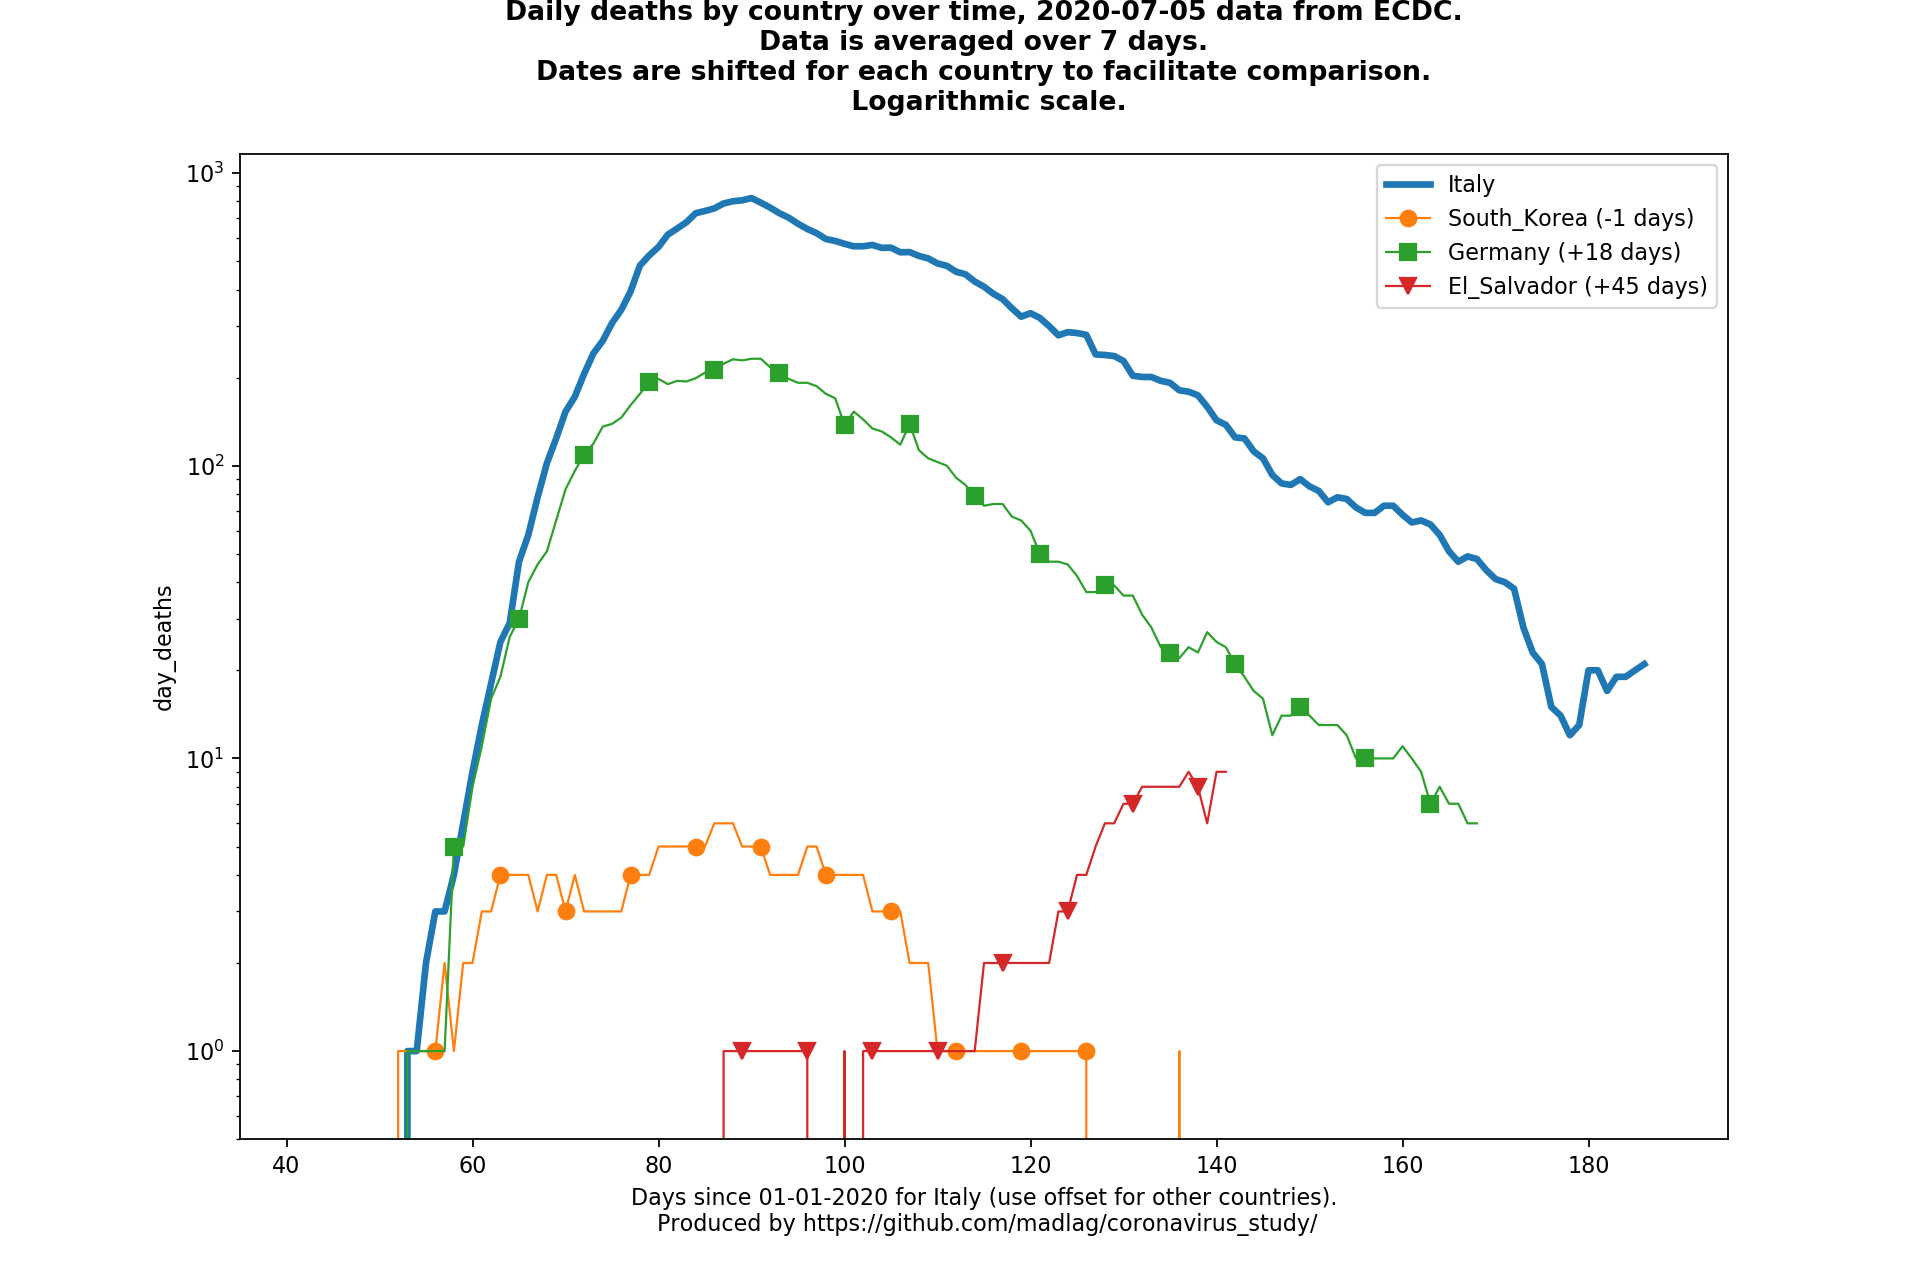 Daily deaths by country over time, 2020-07-05 data from ECDC.
Data is averaged over 7 days.
Dates are shifted for each country to facilitate comparison.
Logarithmic scale.
10³
10²
10¹
10⁰
day_deaths
Italy
South_Korea (-1 days)
Germany (+18 days)
El_Salvador (+45 days)
40 60 80 100 120 140 160 180
Days since 01-01-2020 for Italy (use offset for other countries).
Produced by https://github.com/madlag/coronavirus_study/